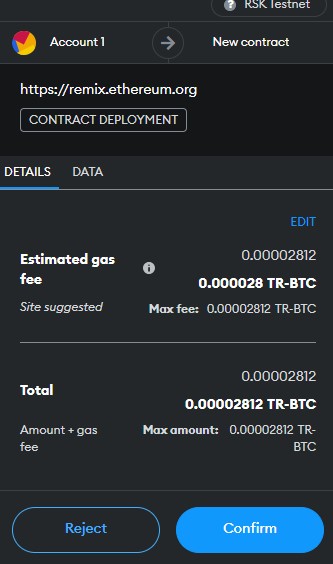 ? RSK Testnet
Account 1 New contract
https://remix.ethereum.org
CONTRACT DEPLOYMENT
DETAILS DATA
EDIT
0.00002812
Estimated gas fee i
0.000028 TR-BTC
Site suggested Max fee: 0.00002812 TR-BTC
0.00002812
Total
0.00002812 TR-BTC
Amount + gas fee
Max amount: 0.00002812 TR-
BTC
Reject Confirm